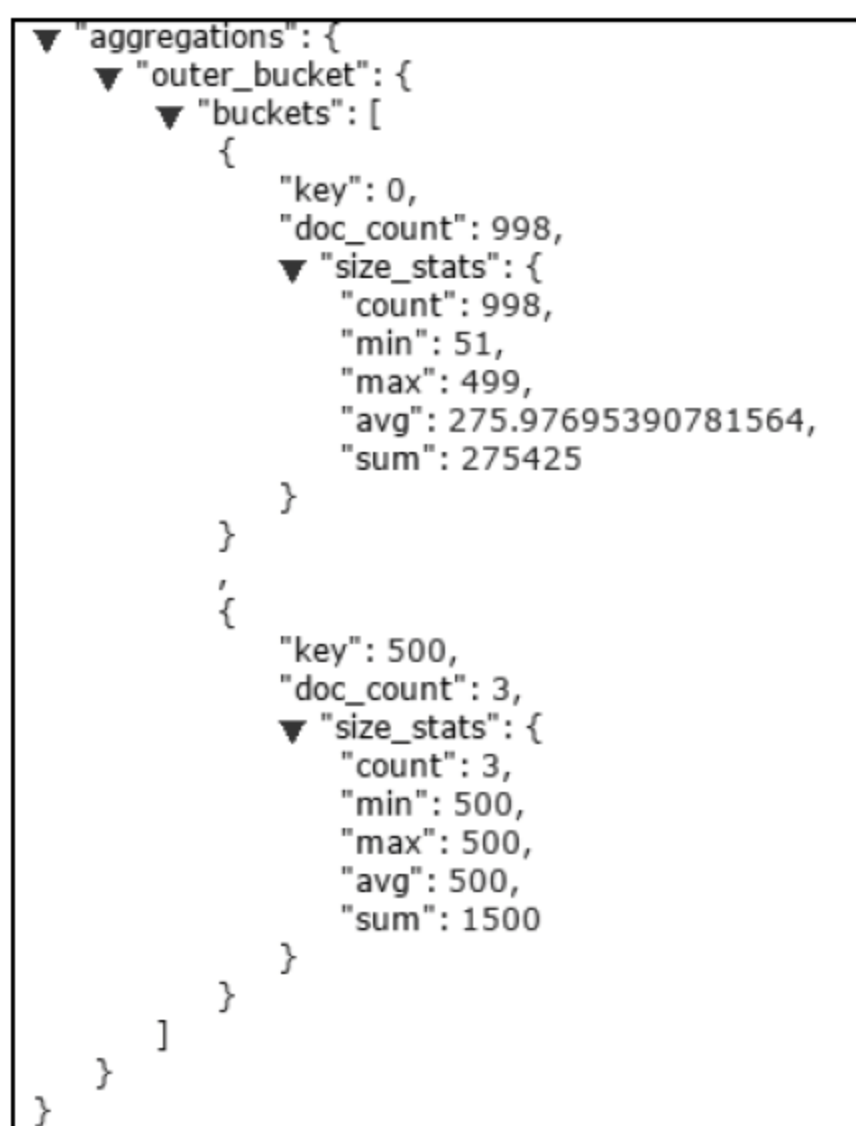 "aggregations": {
"outer_bucket": {
"buckets": [
{
"key": 0,
"doc_count": 998,
"size_stats": {
"count": 998,
"min": 51,
"max": 499,
"avg": 275.97695390781564,
"sum": 275425
}
}
,
{
"key": 500,
"doc_count": 3,
"size_stats": {
"count": 3,
"min": 500,
"max": 500,
"avg": 500,
"sum": 1500
}
}
]
}
}